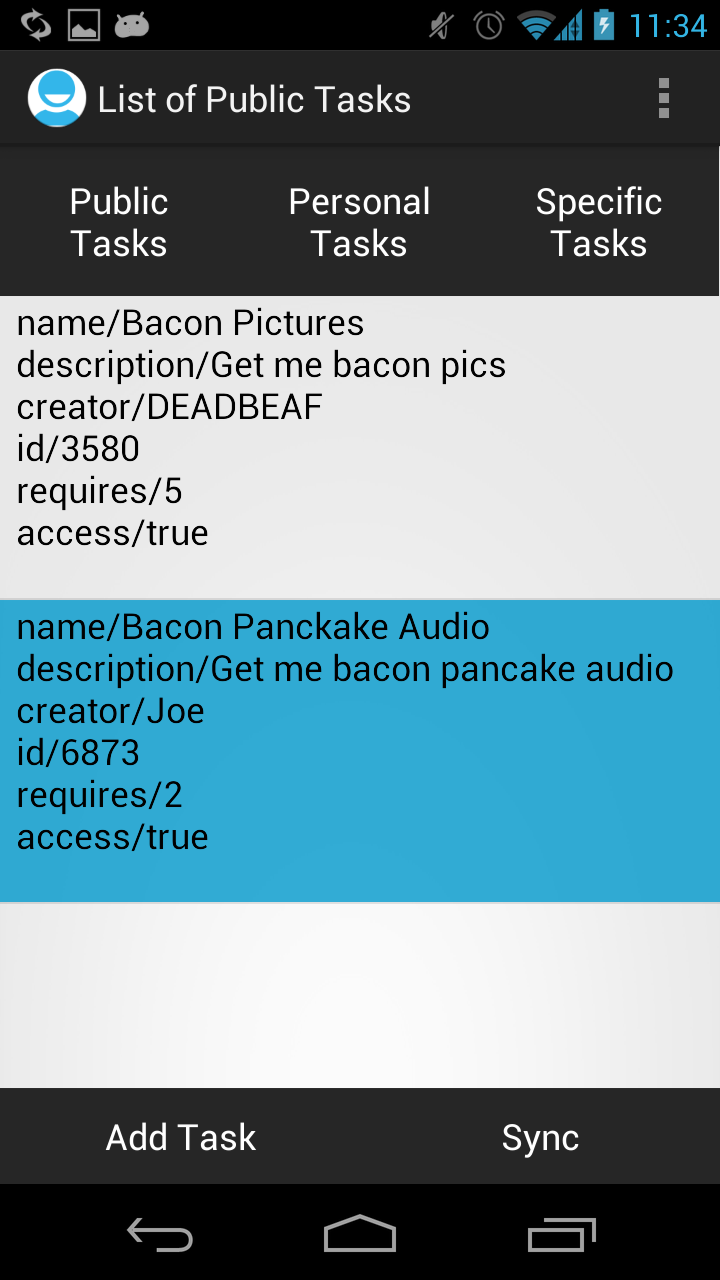 11:34
List of Public Tasks
Public
Tasks
Personal
Tasks
Specific
Tasks
name/Bacon Pictures
description/Get me bacon pics
creator/DEADBEAF
id/3580
requires/5
access/true
name/Bacon Panckake Audio
description/Get me bacon pancake audio
creator/Joe
id/6873
requires/2
access/true
Add Task
Sync